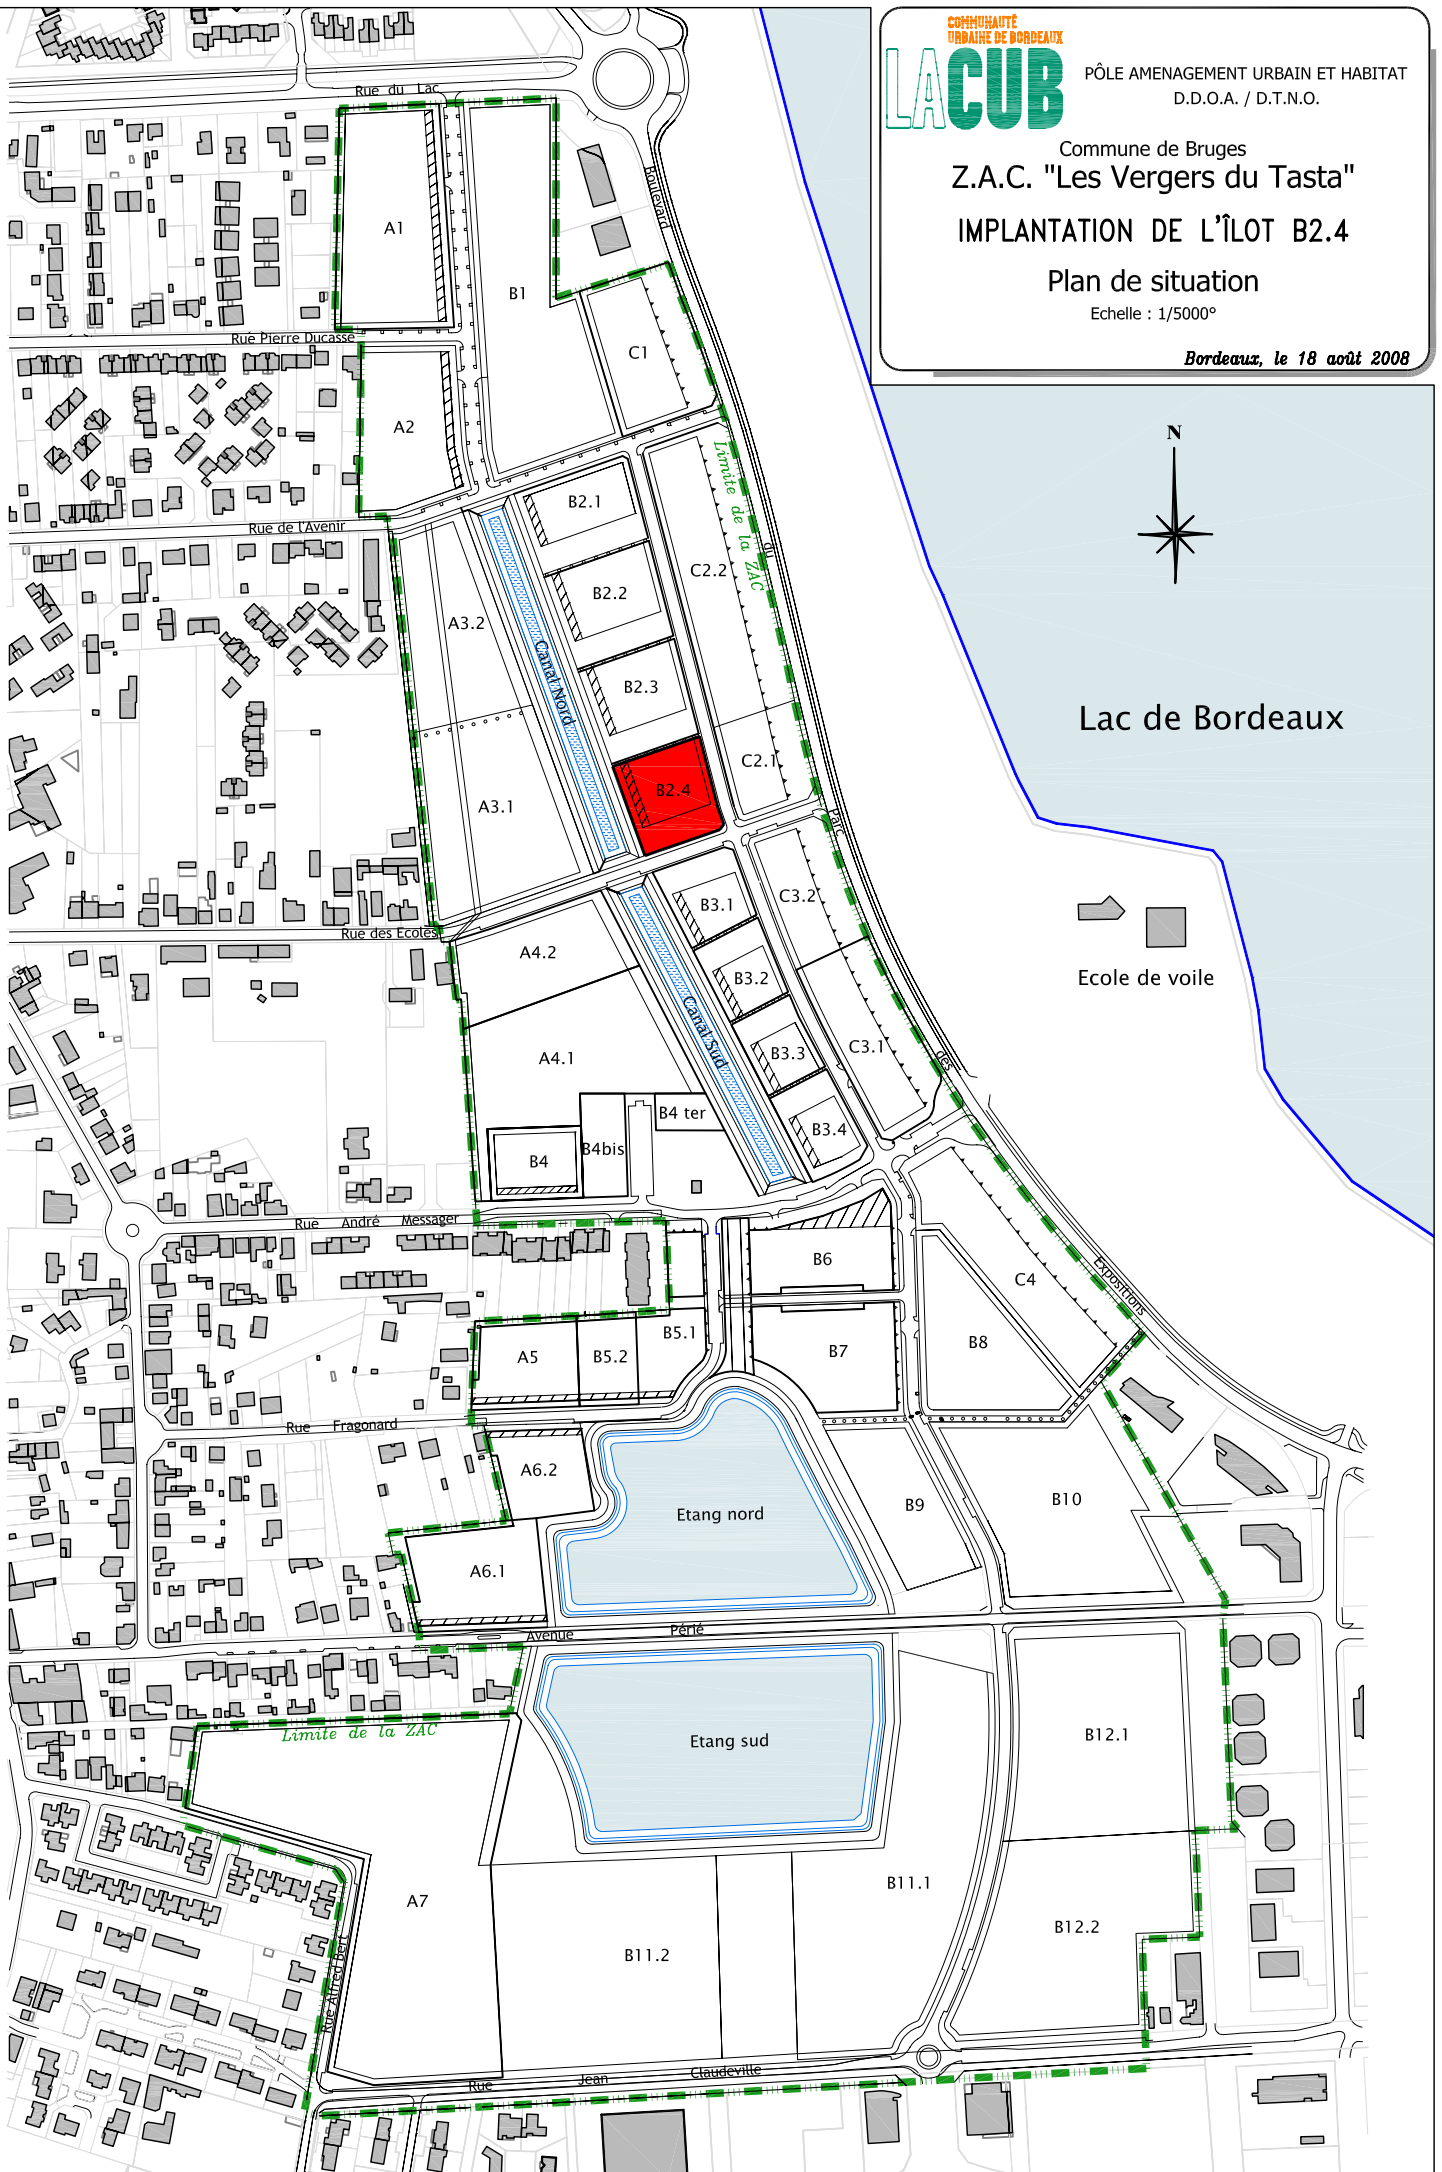 COMMUNAUTÉ
URBAINE DE BORDEAUX
LACUB
PÔLE AMENAGEMENT URBAIN ET HABITAT
D.D.O.A. / D.T.N.O.
Commune de Bruges
Z.A.C. "Les Vergers du Tasta"
IMPLANTATION DE L'ÎLOT B2.4
Plan de situation
Echelle : 1/5000°
Bordeaux, le 18 août 2008
N
Rue du Lac
Boulevard
A1
B1
Rue Pierre Ducasse
C1
A2
Limite de la ZAC
B2.1
Rue de l'Avenir
du
C2.2
B2.2
A3.2
Canal Nord
B2.3
Lac de Bordeaux
C2.1
B2.4
A3.1
Parc
C3.2
B3.1
Rue des Ecoles
A4.2
B3.2
Ecole de voile
Canal Sud
C3.1
B3.3
A4.1
des
B4 ter
B3.4
B4bis
B4
Rue André Messager
B6
C4
Expositions
B5.1
B8
B7
A5
B5.2
Rue Fragonard
A6.2
B10
B9
Etang nord
A6.1
Avenue Périé
Limite de la ZAC
B12.1
Etang sud
B11.1
A7
B12.2
B11.2
Rue Alfred Bert
Rue Jean Claudeville